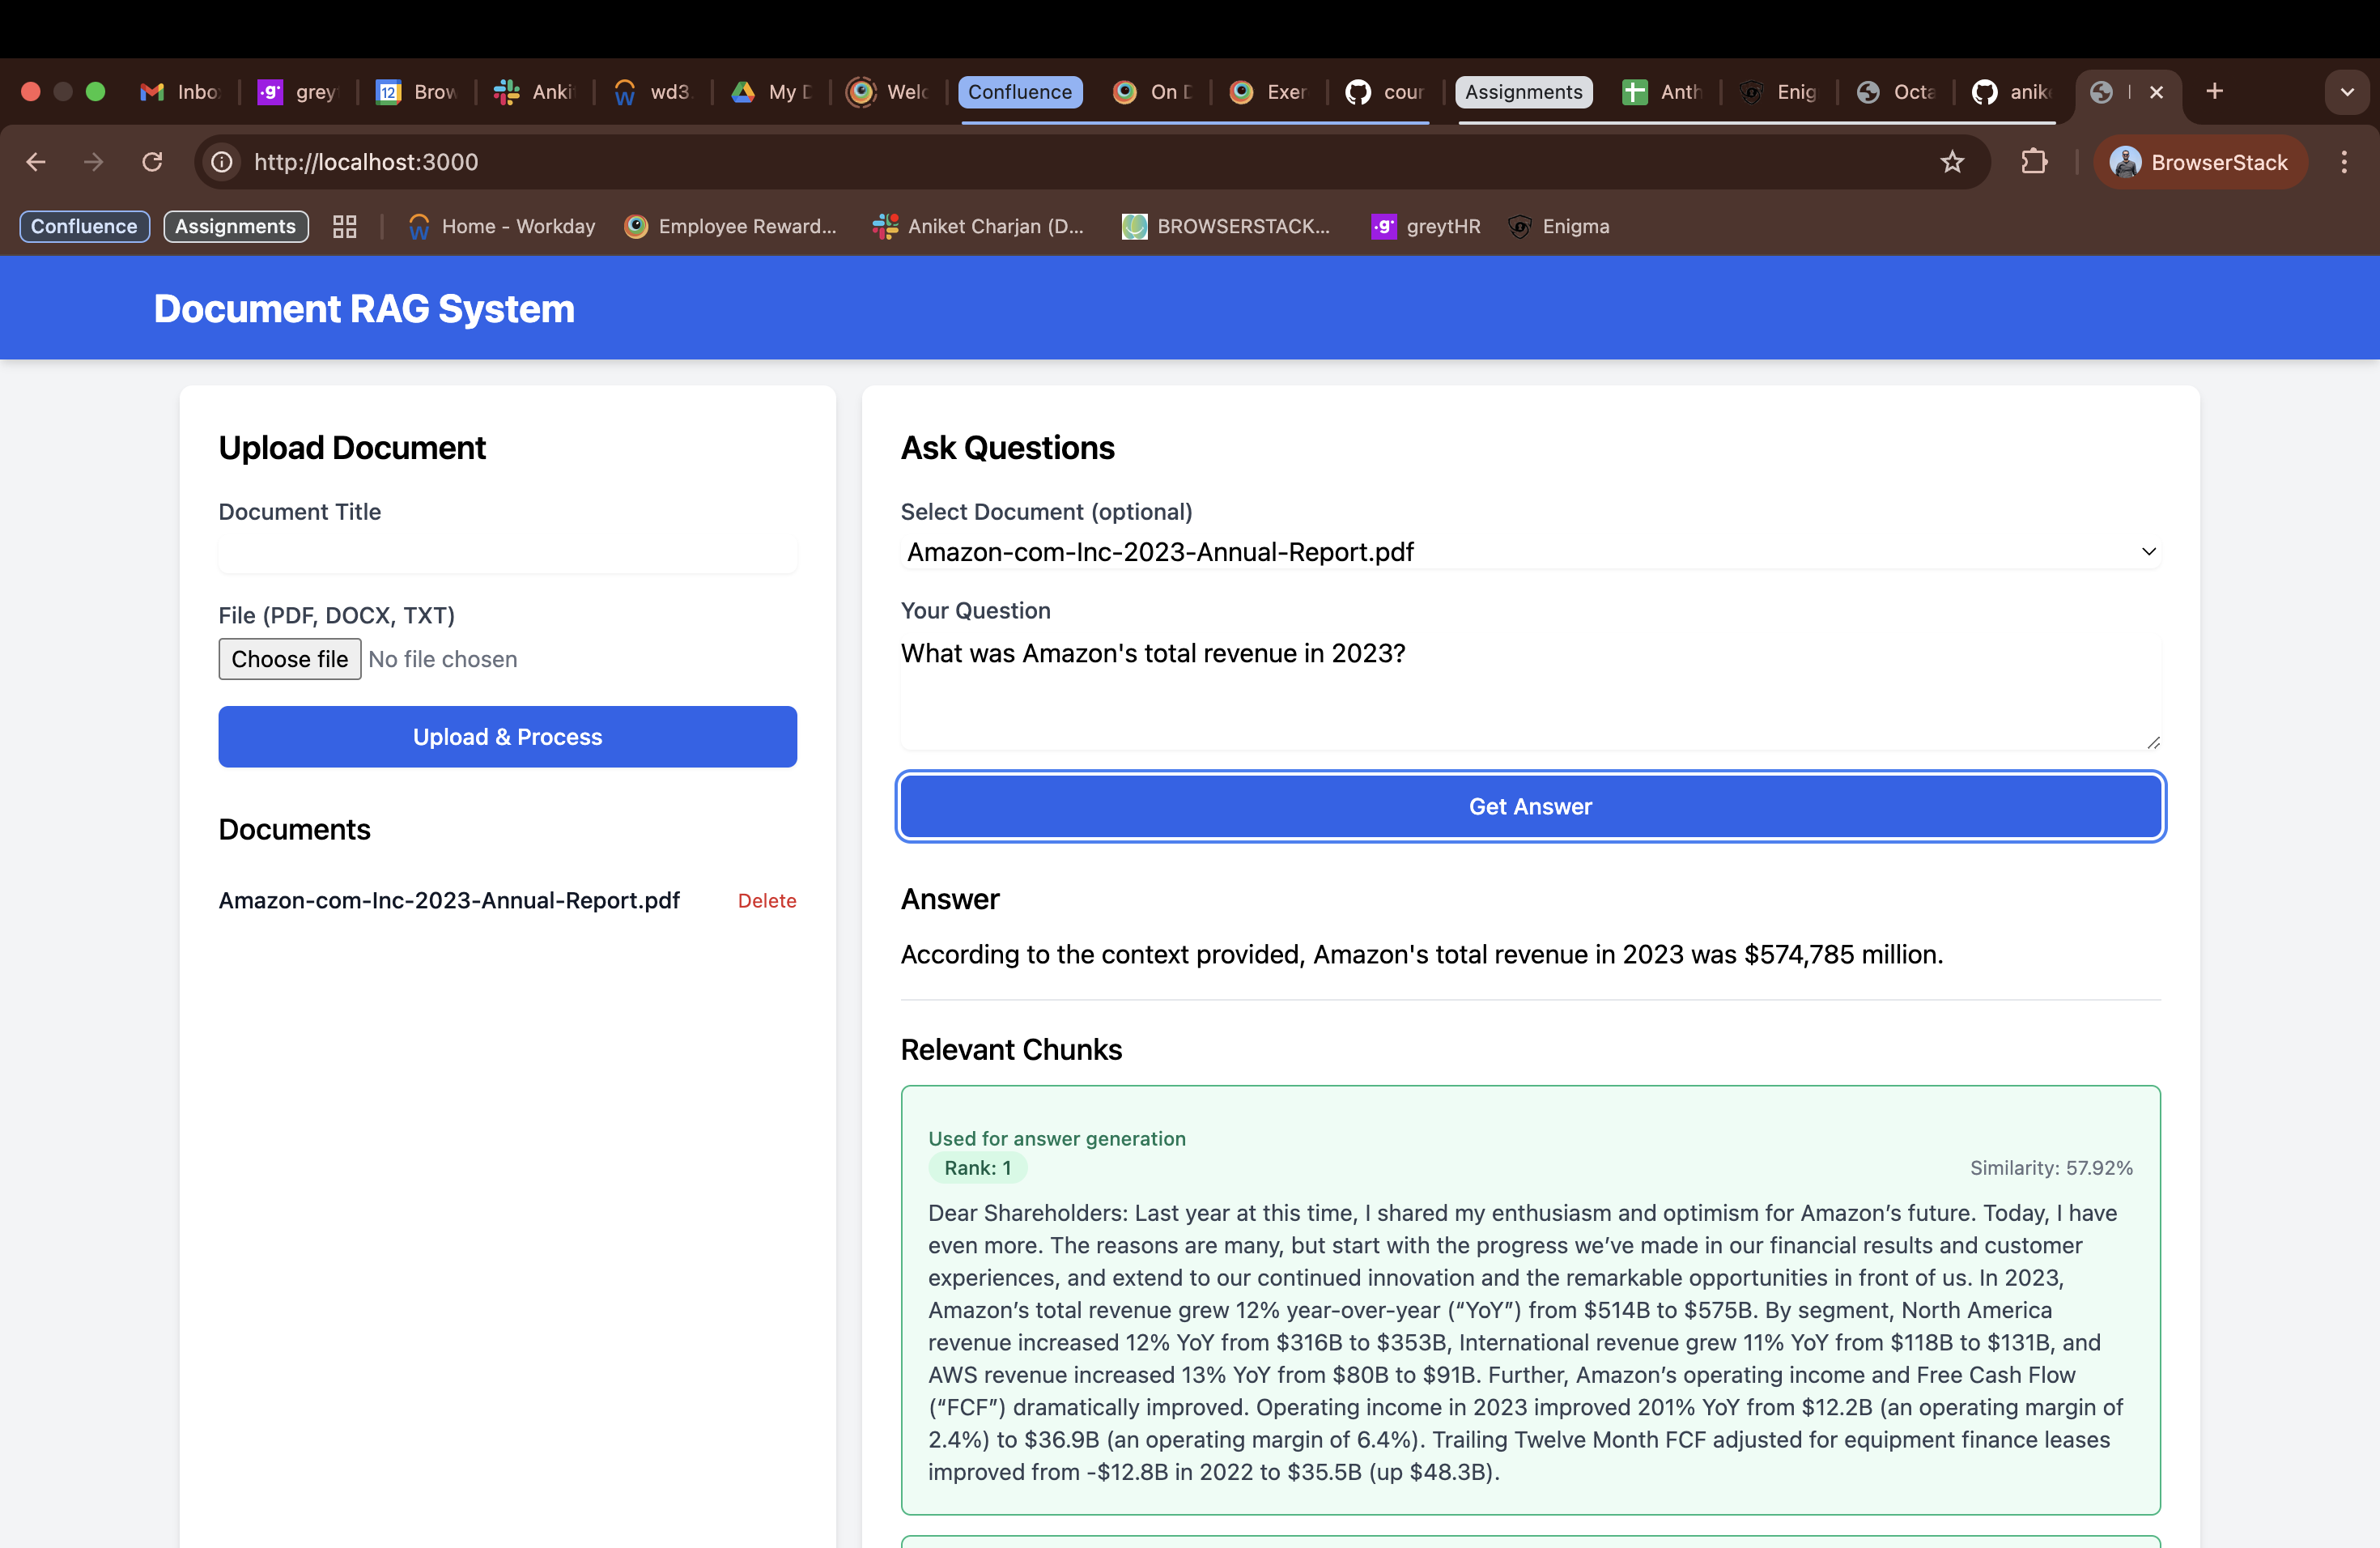 Inbo
grey
Brow
Anki
wd3.
My D
Welc
Confluence
On D
Exer
cour
Assignments
Anth
Enig
Octa
anike
http://localhost:3000
BrowserStack
Confluence
Assignments
Home - Workday
Employee Reward...
Aniket Charjan (D...
BROWSERSTACK...
greytHR
Enigma
Document RAG System
Upload Document
Document Title
File (PDF, DOCX, TXT)
Choose file No file chosen
Upload & Process
Documents
Amazon-com-Inc-2023-Annual-Report.pdf Delete
Ask Questions
Select Document (optional)
Amazon-com-Inc-2023-Annual-Report.pdf
Your Question
What was Amazon's total revenue in 2023?
Get Answer
Answer
According to the context provided, Amazon's total revenue in 2023 was $574,785 million.
Relevant Chunks
Used for answer generation
Rank: 1 Similarity: 57.92%
Dear Shareholders: Last year at this time, I shared my enthusiasm and optimism for Amazon’s future. Today, I have
even more. The reasons are many, but start with the progress we’ve made in our financial results and customer
experiences, and extend to our continued innovation and the remarkable opportunities in front of us. In 2023,
Amazon’s total revenue grew 12% year-over-year (“YoY”) from $514B to $575B. By segment, North America
revenue increased 12% YoY from $316B to $353B, International revenue grew 11% YoY from $118B to $131B, and
AWS revenue increased 13% YoY from $80B to $91B. Further, Amazon’s operating income and Free Cash Flow
(“FCF”) dramatically improved. Operating income in 2023 improved 201% YoY from $12.2B (an operating margin of
2.4%) to $36.9B (an operating margin of 6.4%). Trailing Twelve Month FCF adjusted for equipment finance leases
improved from -$12.8B in 2022 to $35.5B (up $48.3B).